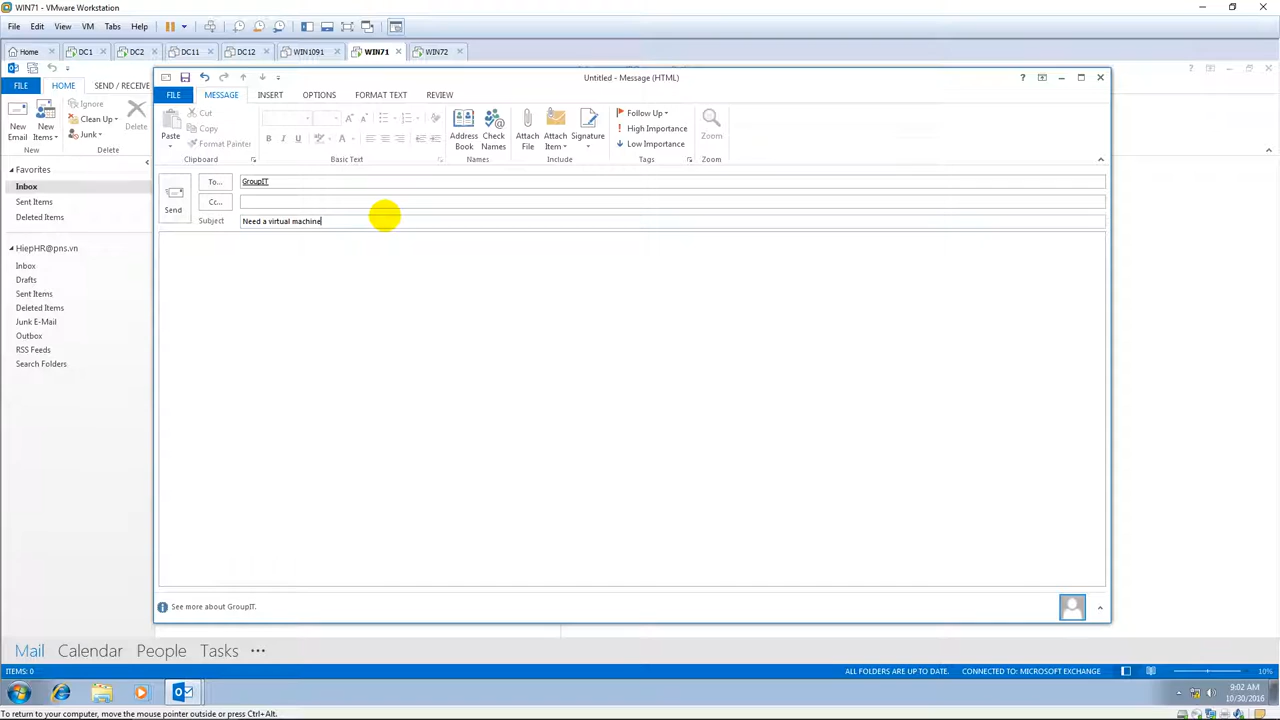 WIN71 - VMware Workstation
File Edit View VM Tabs Help
Home DC1 DC2 DC11 DC12 WIN1091 WIN71 WIN72
Untitled - Message (HTML)
FILE HOME SEND / RECEIVE
FILE MESSAGE INSERT OPTIONS FORMAT TEXT REVIEW
New Email
New Items
Ignore
Clean Up
Junk
Delete
New Delete
Paste
Cut
Copy
Format Painter
Clipboard
B I U
A
Basic Text
Address Book
Check Names
Names
Attach File
Attach Item
Signature
Include
Follow Up
High Importance
Low Importance
Tags
Zoom
Zoom
Favorites
Inbox
Sent Items
Deleted Items
HiepHR@pns.vn
Inbox
Drafts
Sent Items
Deleted Items
Junk E-Mail
Outbox
RSS Feeds
Search Folders
Send
To... GroupIT
Cc...
Subject Need a virtual machine
See more about GroupIT.
Mail Calendar People Tasks
ITEMS: 0 ALL FOLDERS ARE UP TO DATE. CONNECTED TO: MICROSOFT EXCHANGE 10%
9:02 AM
10/30/2016
To return to your computer, move the mouse pointer outside or press Ctrl+Alt.